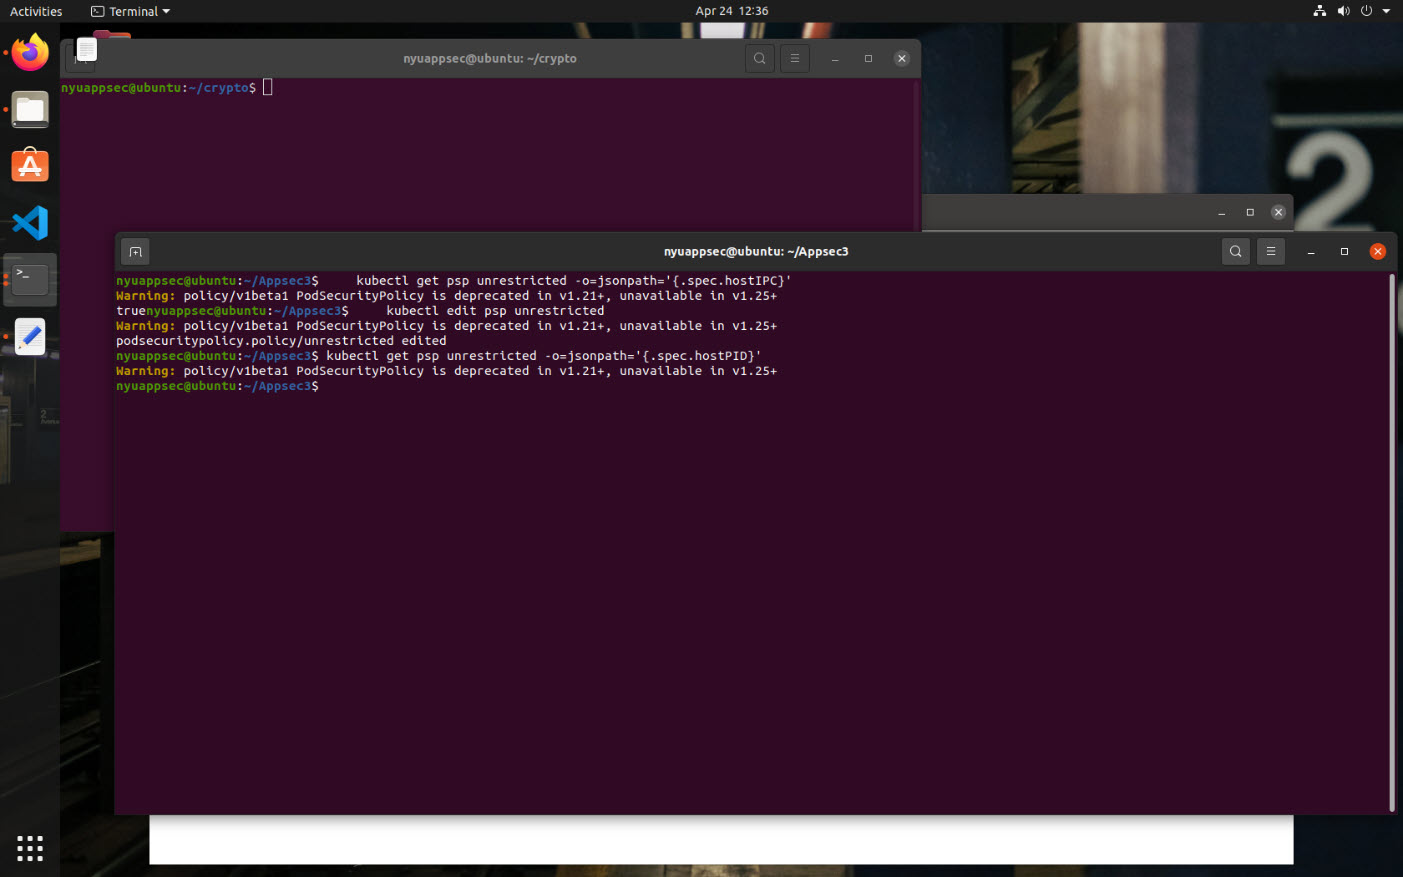 Activities
Terminal
Apr 24 12:36
nyuappsec@ubuntu: ~/crypto
nyuappsec@ubuntu:~/crypto$
2
nyuappsec@ubuntu: ~/Appsec3
nyuappsec@ubuntu:~/Appsec3$     kubectl get psp unrestricted -o=jsonpath='{.spec.hostIPC}'
Warning: policy/v1beta1 PodSecurityPolicy is deprecated in v1.21+, unavailable in v1.25+
truenyuappsec@ubuntu:~/Appsec3$     kubectl edit psp unrestricted
Warning: policy/v1beta1 PodSecurityPolicy is deprecated in v1.21+, unavailable in v1.25+
podsecuritypolicy.policy/unrestricted edited
nyuappsec@ubuntu:~/Appsec3$ kubectl get psp unrestricted -o=jsonpath='{.spec.hostPID}'
Warning: policy/v1beta1 PodSecurityPolicy is deprecated in v1.21+, unavailable in v1.25+
nyuappsec@ubuntu:~/Appsec3$
2